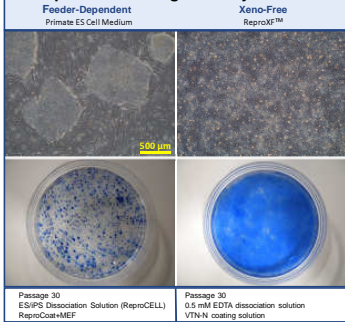 Feeder-Dependent
Primate ES Cell Medium
Xeno-Free
ReproXF™
500 μm
Passage 30
ES/iPS Dissolution Solution (ReproCELL)
ReproCoat+MEF
Passage 30
0.5 mM EDTA dissociation solution
VTN-N coating solution